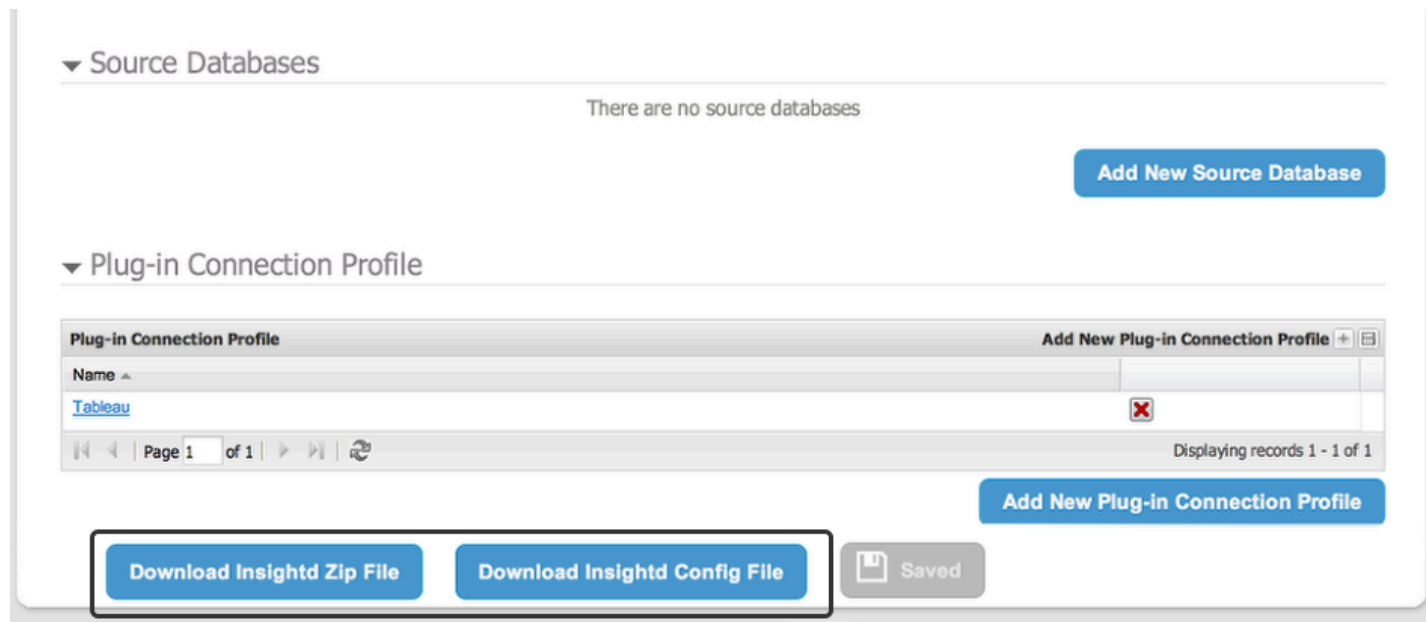 Source Databases
There are no source databases
Add New Source Database
Plug-in Connection Profile
Plug-in Connection Profile Add New Plug-in Connection Profile
Name
Tableau
Page 1 of 1 Displaying records 1 - 1 of 1
Add New Plug-in Connection Profile
Download Insightd Zip File Download Insightd Config File Saved